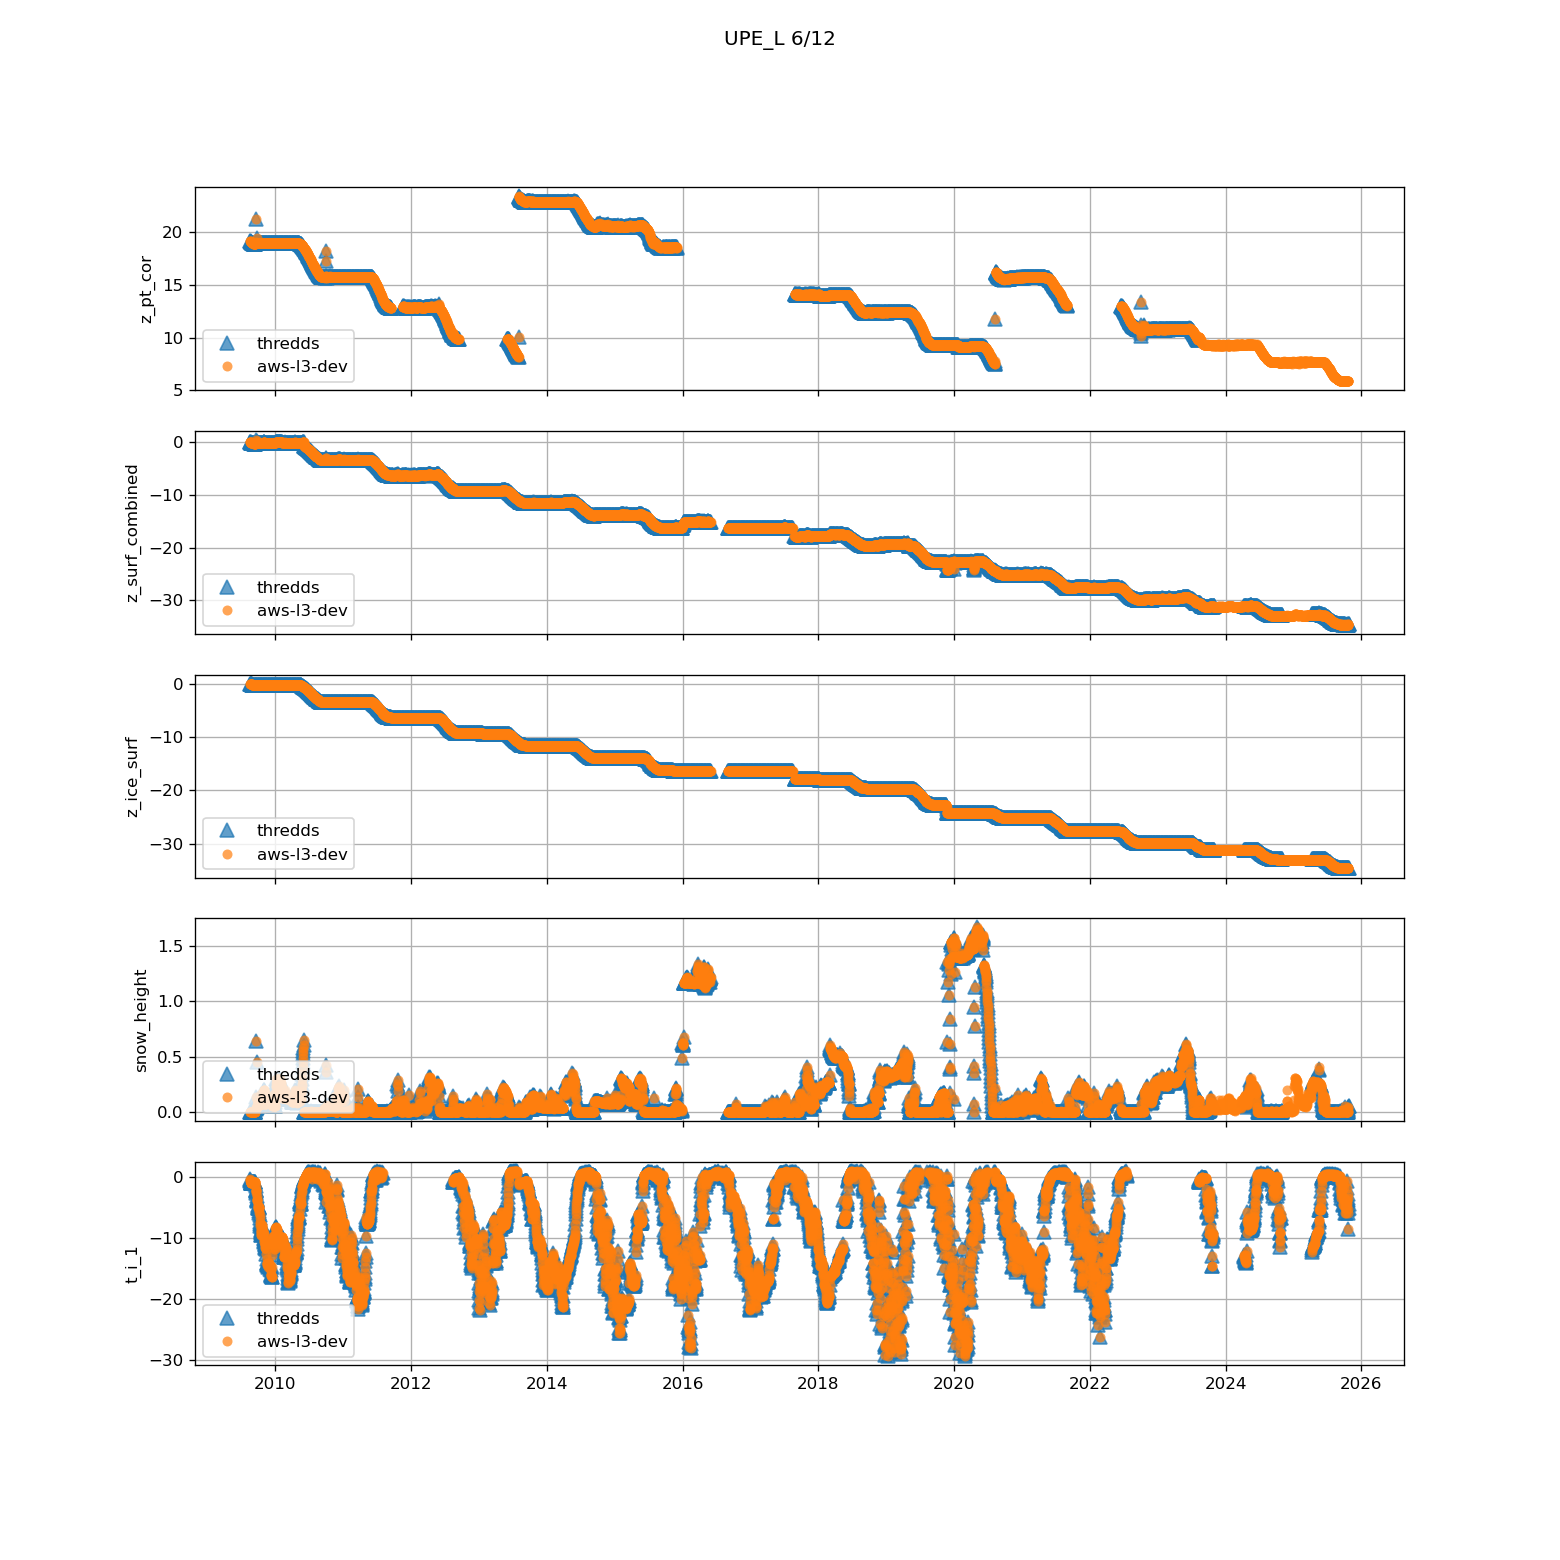 UPE_L 6/12
z_pt_cor
20
15
10
5
thredds
aws-l3-dev
z_surf_combined
0
−10
−20
−30
thredds
aws-l3-dev
z_ice_surf
0
−10
−20
−30
thredds
aws-l3-dev
snow_height
1.5
1.0
0.5
0.0
thredds
aws-l3-dev
t_i_1
0
−10
−20
−30
thredds
aws-l3-dev
2010 2012 2014 2016 2018 2020 2022 2024 2026